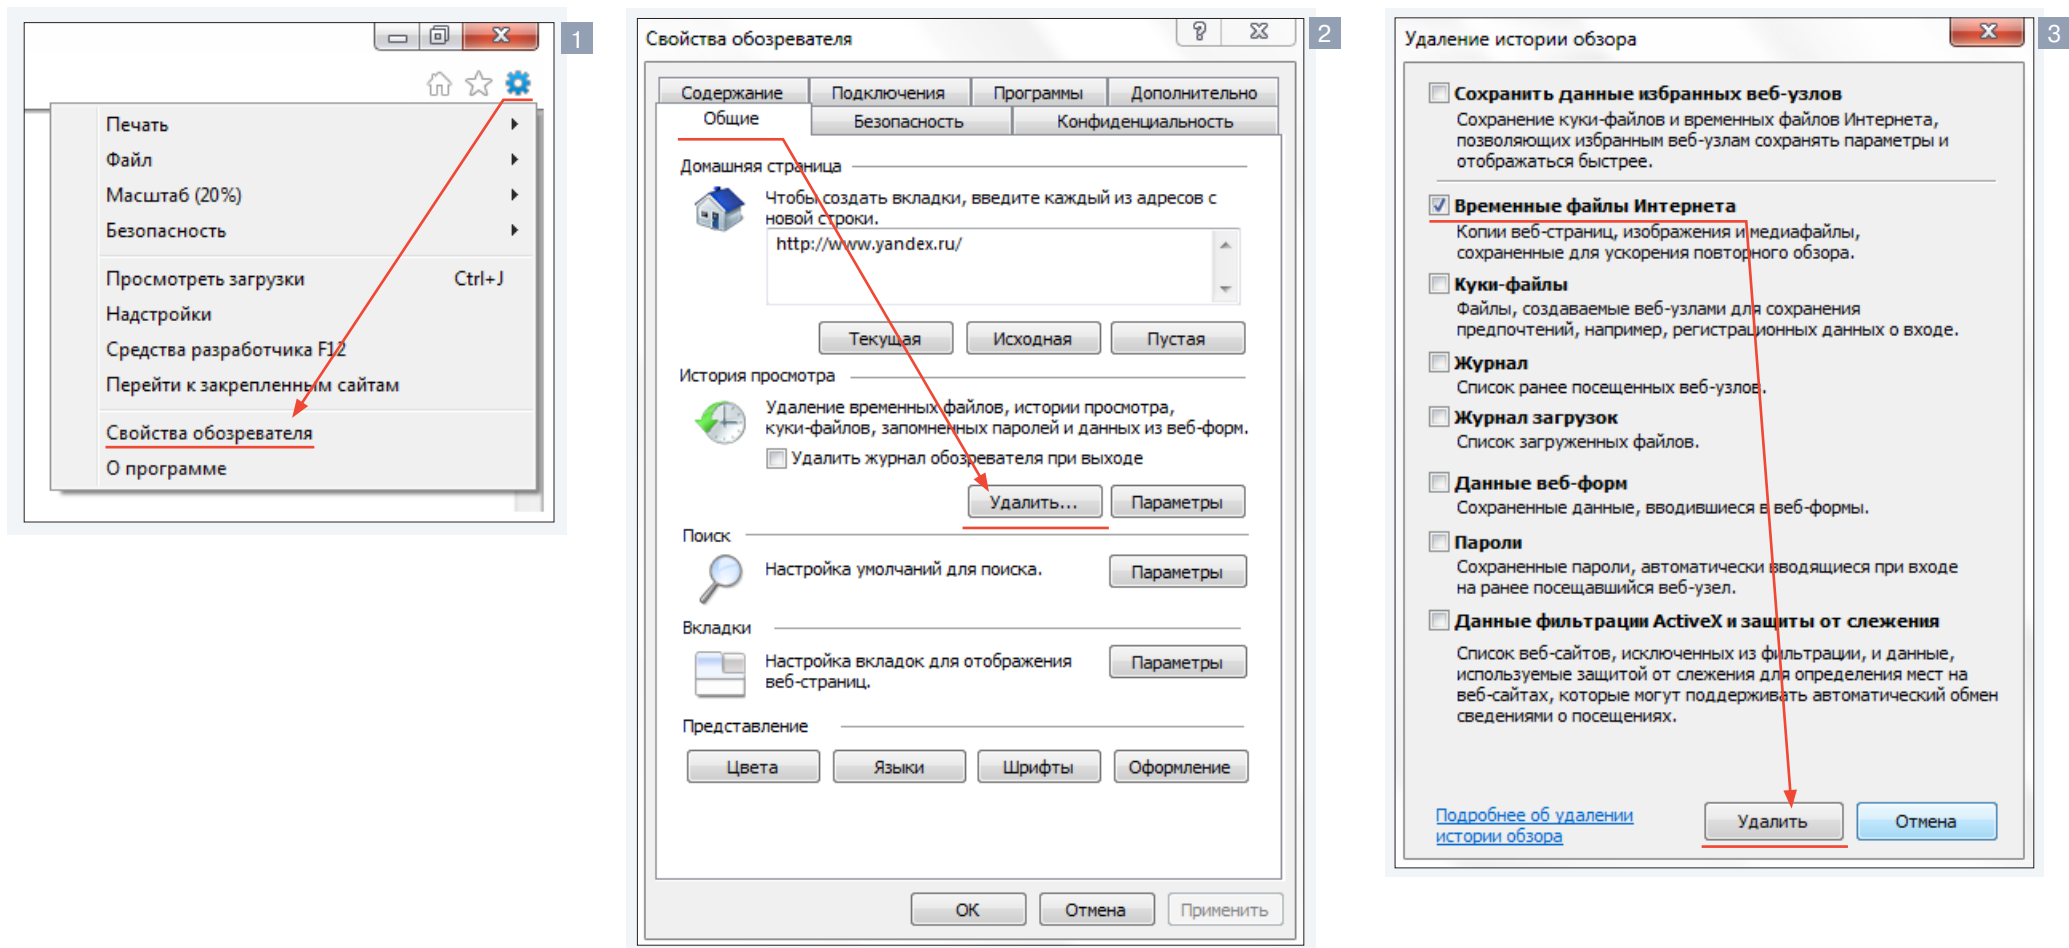 1
Печать
Файл
Масштаб (20%)
Безопасность
Просмотреть загрузки Ctrl+J
Надстройки
Средства разработчика F12
Перейти к закрепленным сайтам
Свойства обозревателя
О программе
Свойства обозревателя
2
Содержание Подключения Программы Дополнительно
Общие Безопасность Конфиденциальность
Домашняя страница
Чтобы создать вкладки, введите каждый из адресов с
новой строки.
http://www.yandex.ru/
Текущая Исходная Пустая
История просмотра
Удаление временных файлов, истории просмотра,
куки-файлов, запомненных паролей и данных из веб-форм.
Удалить журнал обозревателя при выходе
Удалить... Параметры
Поиск
Настройка умолчаний для поиска. Параметры
Вкладки
Настройка вкладок для отображения
веб-страниц.
Параметры
Представление
Цвета Языки Шрифты Оформление
ОК Отмена Применить
Удаление истории обзора
3
Сохранить данные избранных веб-узлов
Сохранение куки-файлов и временных файлов Интернета,
позволяющих избранным веб-узлам сохранять параметры и
отображаться быстрее.
Временные файлы Интернета
Копии веб-страниц, изображения и медиафайлы,
сохраненные для ускорения повторного обзора.
Куки-файлы
Файлы, создаваемые веб-узлами для сохранения
предпочтений, например, регистрационных данных о входе.
Журнал
Список ранее посещенных веб-узлов.
Журнал загрузок
Список загруженных файлов.
Данные веб-форм
Сохраненные данные, вводившиеся в веб-формы.
Пароли
Сохраненные пароли, автоматически вводящиеся при входе
на ранее посещавшийся веб-узел.
Данные фильтрации ActiveX и защиты от слежения
Список веб-сайтов, исключенных из фильтрации, и данные,
используемые защитой от слежения для определения мест на
веб-сайтах, которые могут поддерживать автоматический обмен
сведениями о посещениях.
Подробнее об удалении
истории обзора
Удалить Отмена